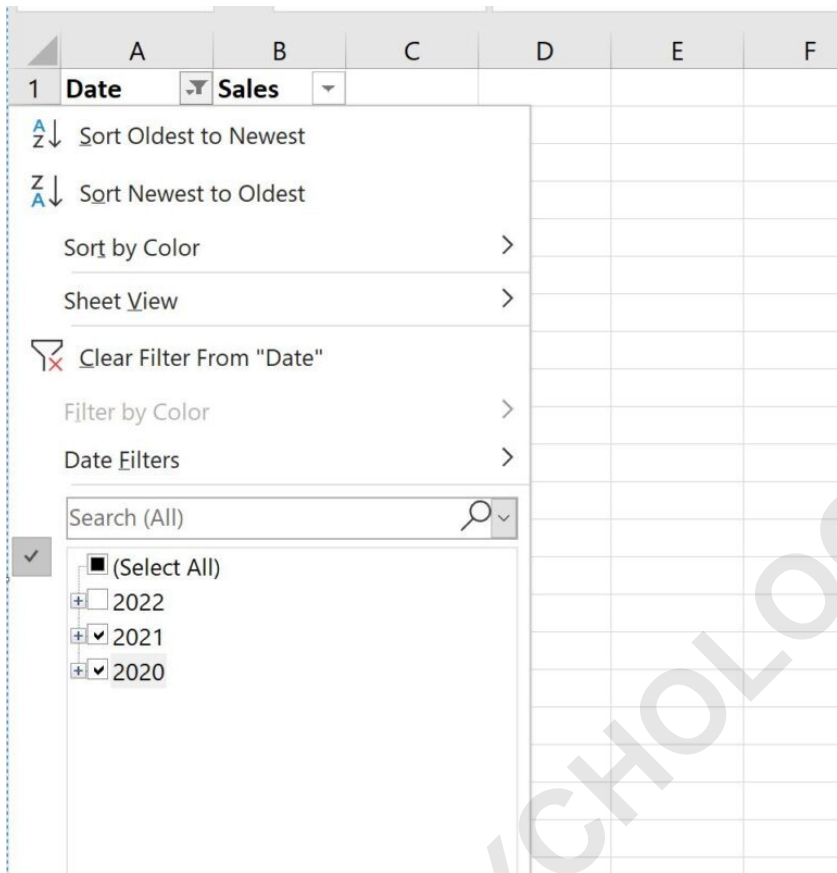 A B C D E F
1 Date Sales
Sort Oldest to Newest
Sort Newest to Oldest
Sort by Color
Sheet View
Clear Filter From "Date"
Filter by Color
Date Filters
Search (All)
(Select All)
2022
2021
2020